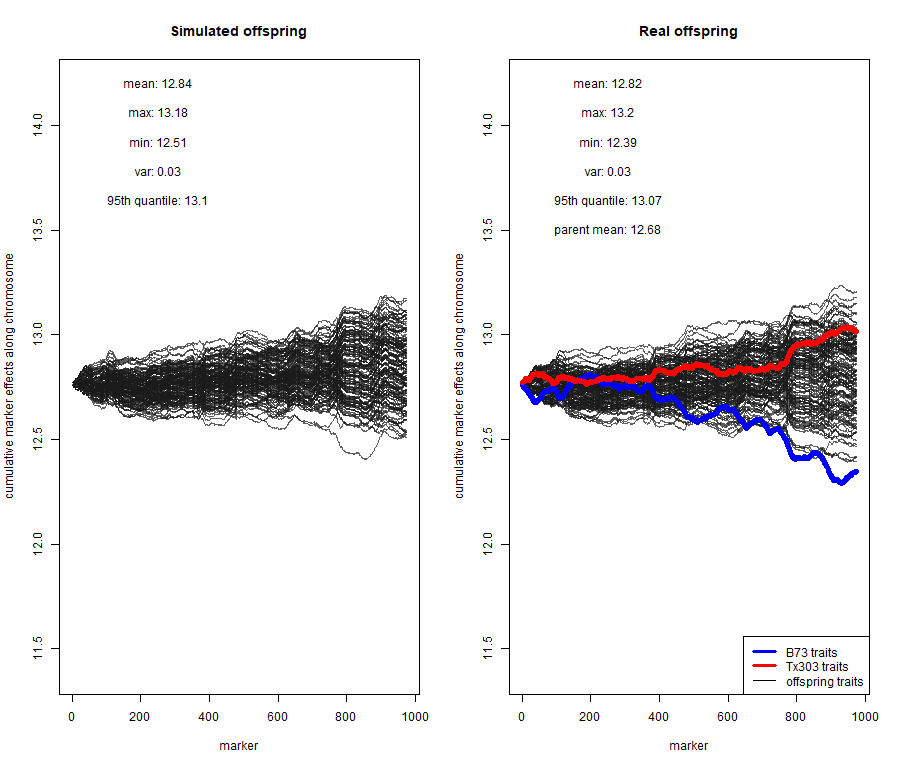 Simulated offspring
mean: 12.84
max: 13.18
min: 12.51
var: 0.03
95th quantile: 13.1
cumulative marker effects along chromosome
14.0
13.5
13.0
12.5
12.0
11.5
0 200 400 600 800 1000
marker
Real offspring
mean: 12.82
max: 13.2
min: 12.39
var: 0.03
95th quantile: 13.07
parent mean: 12.68
cumulative marker effects along chromosome
14.0
13.5
13.0
12.5
12.0
11.5
B73 traits
Tx303 traits
offspring traits
0 200 400 600 800 1000
marker